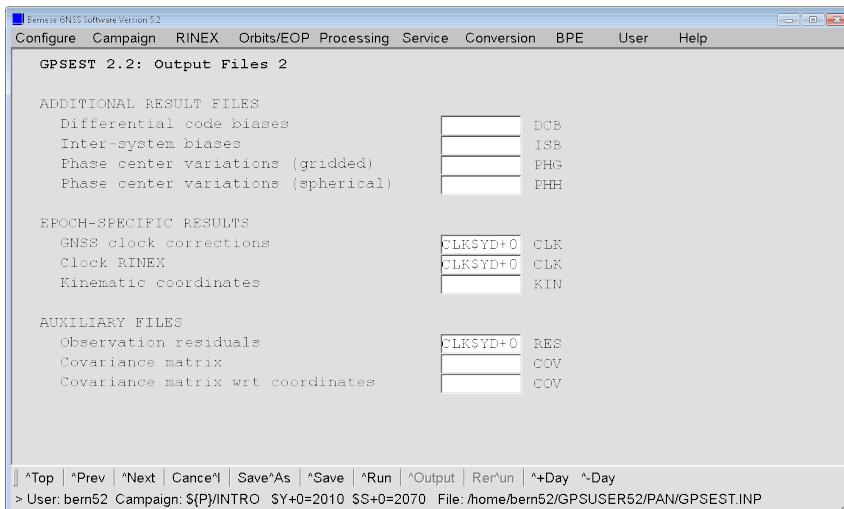 Bernese GNSS Software Version 5.2
Configure Campaign RINEX Orbits/EOP Processing Service Conversion BPE User Help
GPSEST 2.2: Output Files 2
ADDITIONAL RESULT FILES
Differential code biases DCB
Inter-system biases ISB
Phase center variations (gridded) PHG
Phase center variations (spherical) PHH
EPOCH-SPECIFIC RESULTS
GNSS clock corrections CLK$YD+0 CLK
Clock RINEX CLK$YD+0 CLK
Kinematic coordinates KIN
AUXILIARY FILES
Observation residuals CLK$YD+0 RES
Covariance matrix COV
Covariance matrix wrt coordinates COV
^Top | ^Prev | ^Next | Cance^l | Save^As | ^Save | ^Run | ^Output | Rer^un | ^+Day ^-Day
> User: bern52 Campaign: ${P}/INTRO $Y+0=2010 $S+0=2070 File: /home/bern52/GPSUSER52/PAN/GPSEST.INP